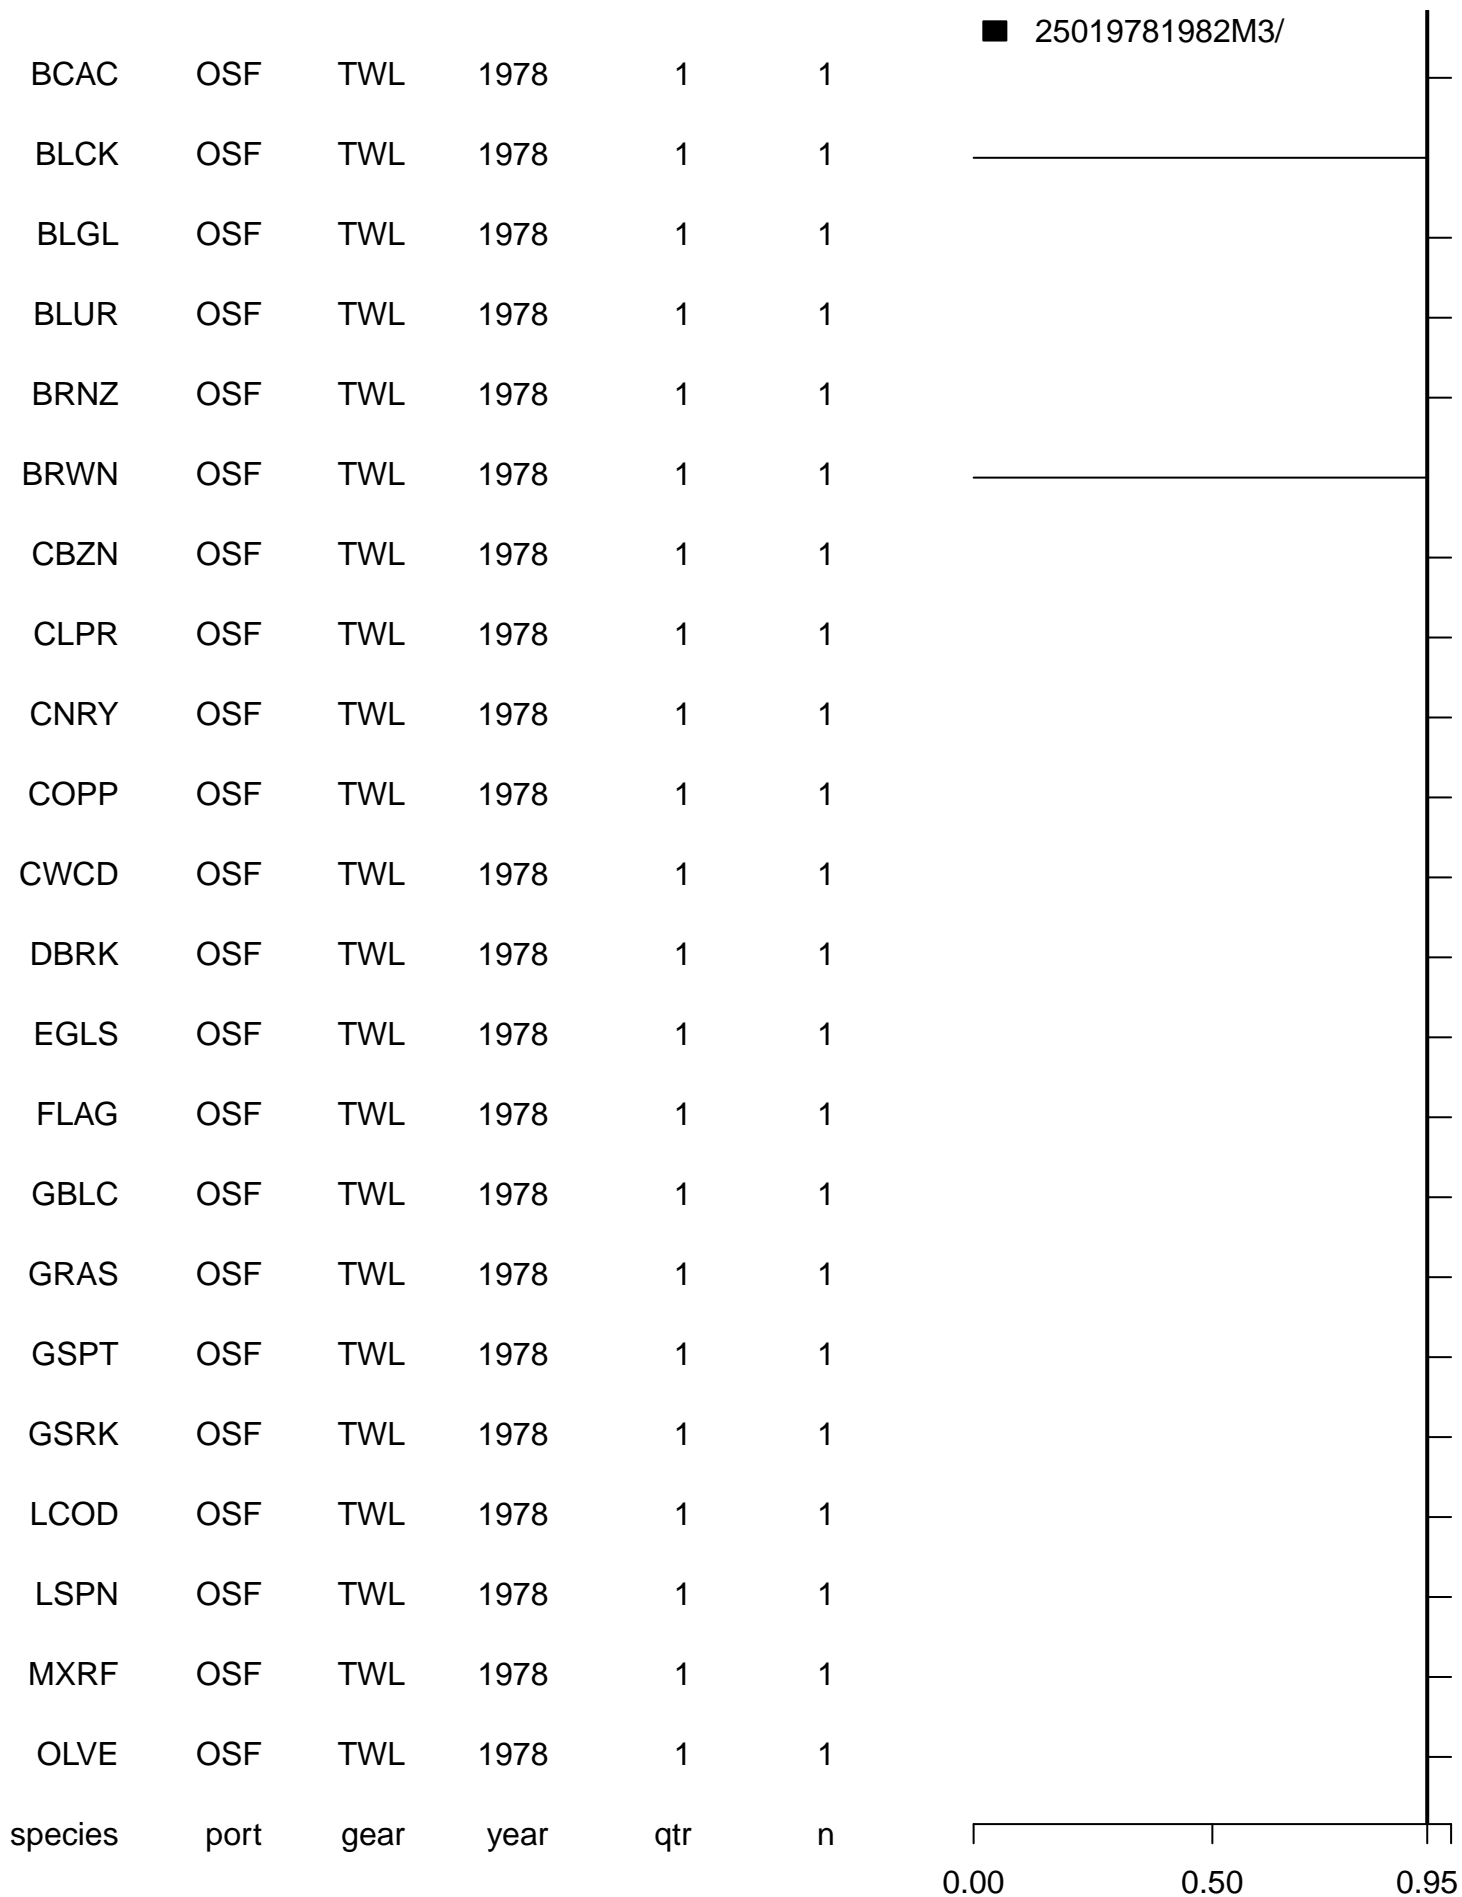 25019781982M3/
BCAC OSF TWL 1978 1 1
BLCK OSF TWL 1978 1 1
BLGL OSF TWL 1978 1 1
BLUR OSF TWL 1978 1 1
BRNZ OSF TWL 1978 1 1
BRWN OSF TWL 1978 1 1
CBZN OSF TWL 1978 1 1
CLPR OSF TWL 1978 1 1
CNRY OSF TWL 1978 1 1
COPP OSF TWL 1978 1 1
CWCD OSF TWL 1978 1 1
DBRK OSF TWL 1978 1 1
EGLS OSF TWL 1978 1 1
FLAG OSF TWL 1978 1 1
GBLC OSF TWL 1978 1 1
GRAS OSF TWL 1978 1 1
GSPT OSF TWL 1978 1 1
GSRK OSF TWL 1978 1 1
LCOD OSF TWL 1978 1 1
LSPN OSF TWL 1978 1 1
MXRF OSF TWL 1978 1 1
OLVE OSF TWL 1978 1 1
species port gear year qtr n
0.00 0.50 0.95